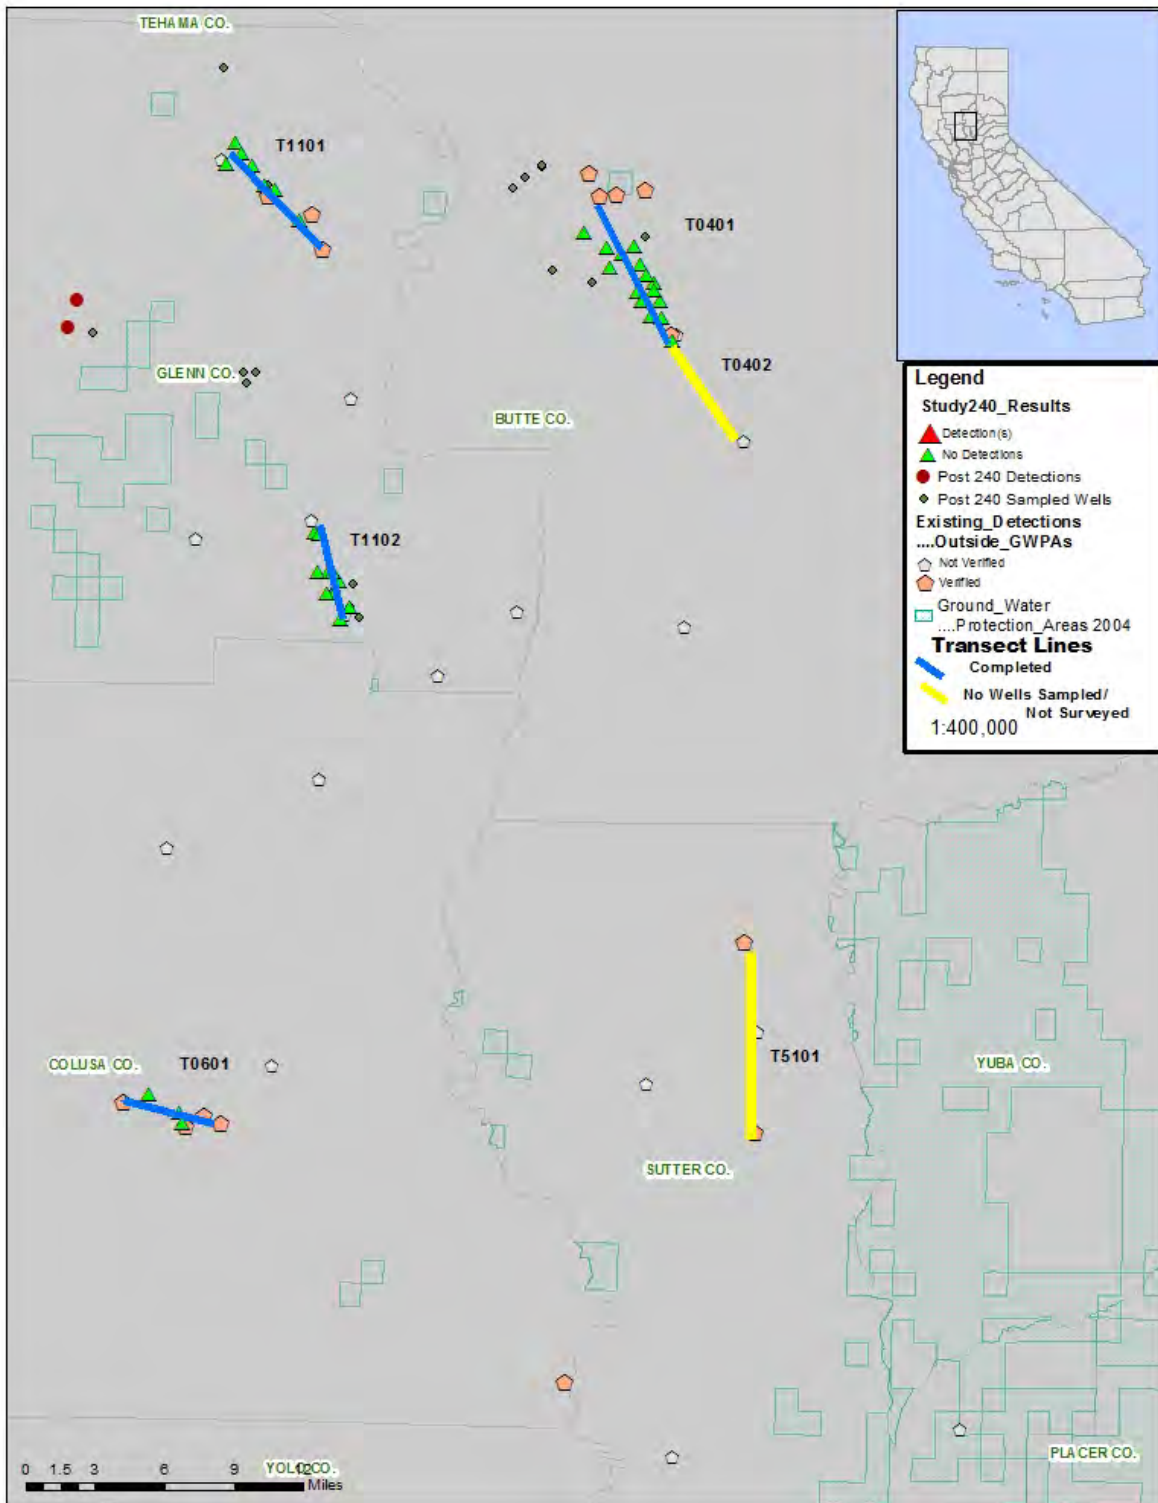 TEHAMA CO.
T1101
T0401
T0402
GLENN CO.
BUTTE CO.
T1102
Legend
Study240_Results
Detection(s)
No Detections
Post 240 Detections
Post 240 Sampled Wells
Existing_Detections
....Outside_GWPAs
Not Verified
Verified
Ground_Water
....Protection_Areas 2004
Transect Lines
Completed
No Wells Sampled/
Not Surveyed
1:400,000
COLUSA CO.
T0601
T5101
YUBA CO.
SUTTER CO.
PLACER CO.
YOLO CO.
0 1.5 3 6 9 12
Miles